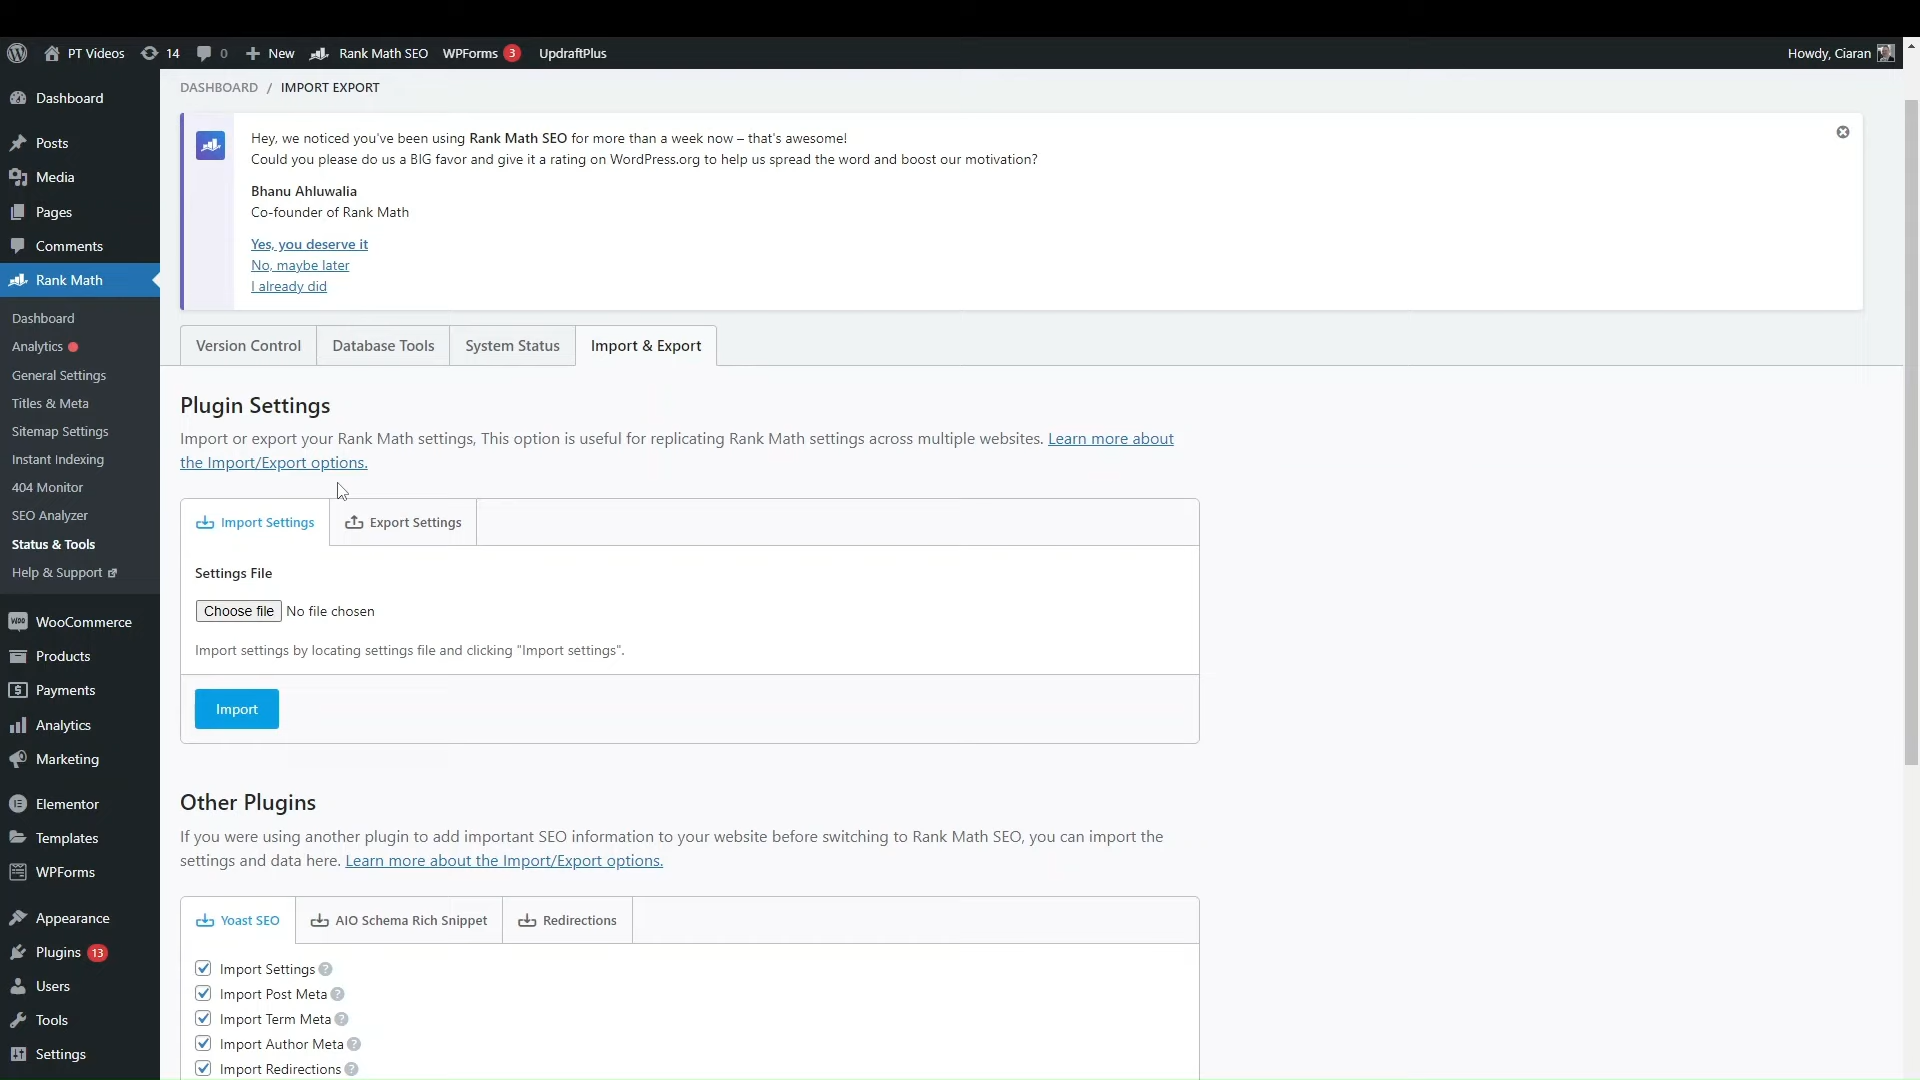 PT Videos 14 0 New Rank Math SEO WPForms 3 UpdraftPlus Howdy, Ciaran
Dashboard
Posts
Media
Pages
Comments
Rank Math
Dashboard
Analytics
General Settings
Titles & Meta
Sitemap Settings
Instant Indexing
404 Monitor
SEO Analyzer
Status & Tools
Help & Support
WooCommerce
Products
Payments
Analytics
Marketing
Elementor
Templates
WPForms
Appearance
Plugins 13
Users
Tools
Settings
DASHBOARD / IMPORT EXPORT
Hey, we noticed you've been using Rank Math SEO for more than a week now – that's awesome!
Could you please do us a BIG favor and give it a rating on WordPress.org to help us spread the word and boost our motivation?
Bhanu Ahluwalia
Co-founder of Rank Math
Yes, you deserve it
No, maybe later
I already did
Version Control Database Tools System Status Import & Export
Plugin Settings
Import or export your Rank Math settings, This option is useful for replicating Rank Math settings across multiple websites. Learn more about
the Import/Export options.
Import Settings Export Settings
Settings File
Choose file No file chosen
Import settings by locating settings file and clicking "Import settings".
Import
Other Plugins
If you were using another plugin to add important SEO information to your website before switching to Rank Math SEO, you can import the
settings and data here. Learn more about the Import/Export options.
Yoast SEO AIO Schema Rich Snippet Redirections
Import Settings ?
Import Post Meta ?
Import Term Meta ?
Import Author Meta ?
Import Redirections ?